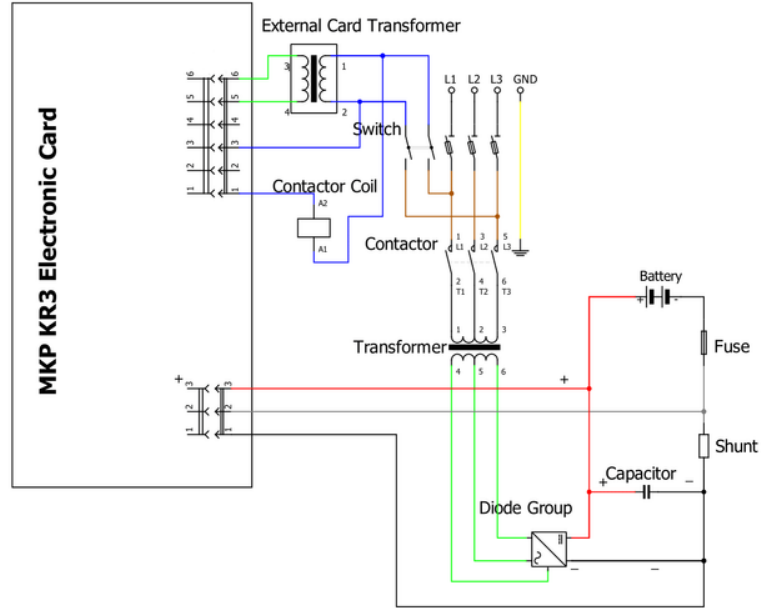 External Card Transformer
MKP KR3 Electronic Card
6 6
5 5
4 4
3 3
2 2
1 1
3 1
4 2
L1 L2 L3 GND
Switch
Contactor Coil
A2
A1
Contactor
1 3 5
L1 L2 L3
2 4 6
T1 T2 T3
Battery
+ -
Fuse
Transformer
1 2 3
4 5 6
+ +
3 3
2 2
1 1
Shunt
Capacitor
+ −
Diode Group
− −